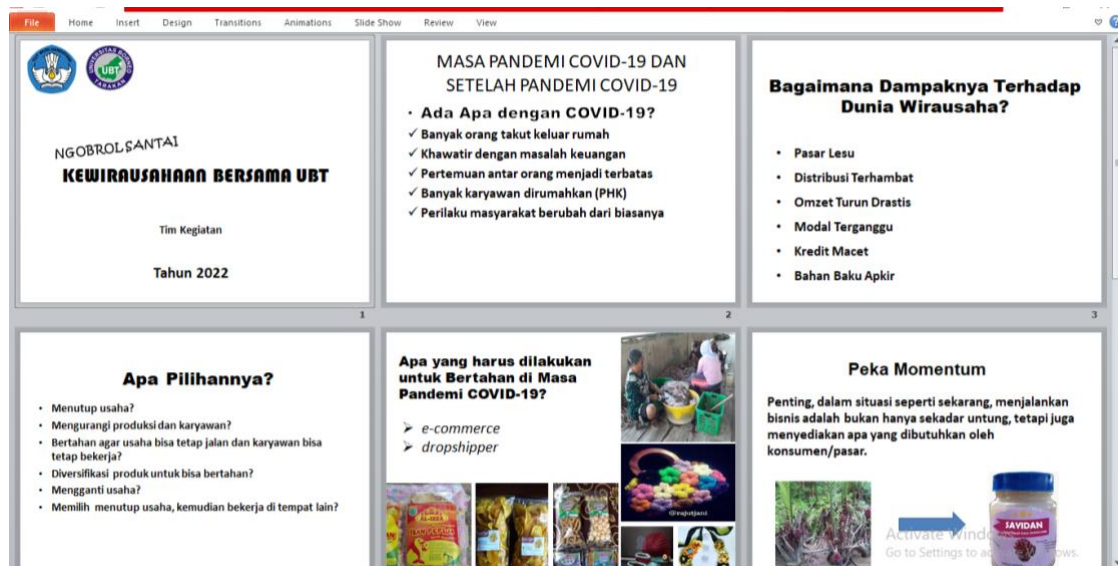 File Home Insert Design Transitions Animations Slide Show Review View
UBT
NGOBROL SANTAI
KEWIRAUSAHAAN BERSAMA UBT
Tim Kegiatan
Tahun 2022
1
MASA PANDEMI COVID-19 DAN
SETELAH PANDEMI COVID-19
• Ada Apa dengan COVID-19?
✓ Banyak orang takut keluar rumah
✓ Khawatir dengan masalah keuangan
✓ Pertemuan antar orang menjadi terbatas
✓ Banyak karyawan dirumahkan (PHK)
✓ Perilaku masyarakat berubah dari biasanya
2
Bagaimana Dampaknya Terhadap
Dunia Wirausaha?
• Pasar Lesu
• Distribusi Terhambat
• Omzet Turun Drastis
• Modal Terganggu
• Kredit Macet
• Bahan Baku Apkir
3
Apa Pilihannya?
• Menutup usaha?
• Mengurangi produksi dan karyawan?
• Bertahan agar usaha bisa tetap jalan dan karyawan bisa
tetap bekerja?
• Diversifikasi produk untuk bisa bertahan?
• Mengganti usaha?
• Memilih menutup usaha, kemudian bekerja di tempat lain?
Apa yang harus dilakukan
untuk Bertahan di Masa
Pandemi COVID-19?
➢ e-commerce
➢ dropshipper
@rajutjani
Peka Momentum
Penting, dalam situasi seperti sekarang, menjalankan
bisnis adalah bukan hanya sekadar untung, tetapi juga
menyediakan apa yang dibutuhkan oleh
konsumen/pasar.
SAVIDAN
Activate Windo
Go to Settings to ac ows.